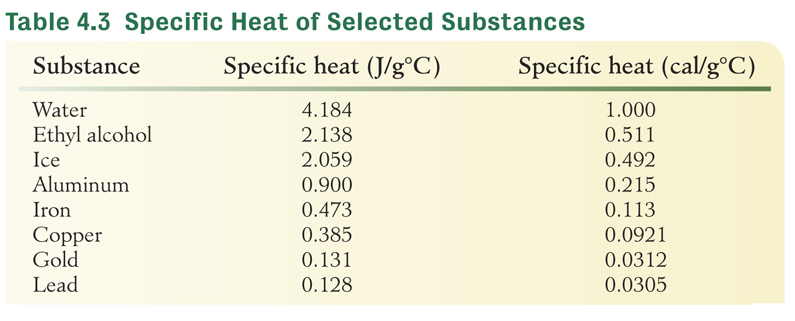 Table 4.3 Specific Heat of Selected Substances
Substance Specific heat (J/g°C) Specific heat (cal/g°C)
Water 4.184 1.000
Ethyl alcohol 2.138 0.511
Ice 2.059 0.492
Aluminum 0.900 0.215
Iron 0.473 0.113
Copper 0.385 0.0921
Gold 0.131 0.0312
Lead 0.128 0.0305